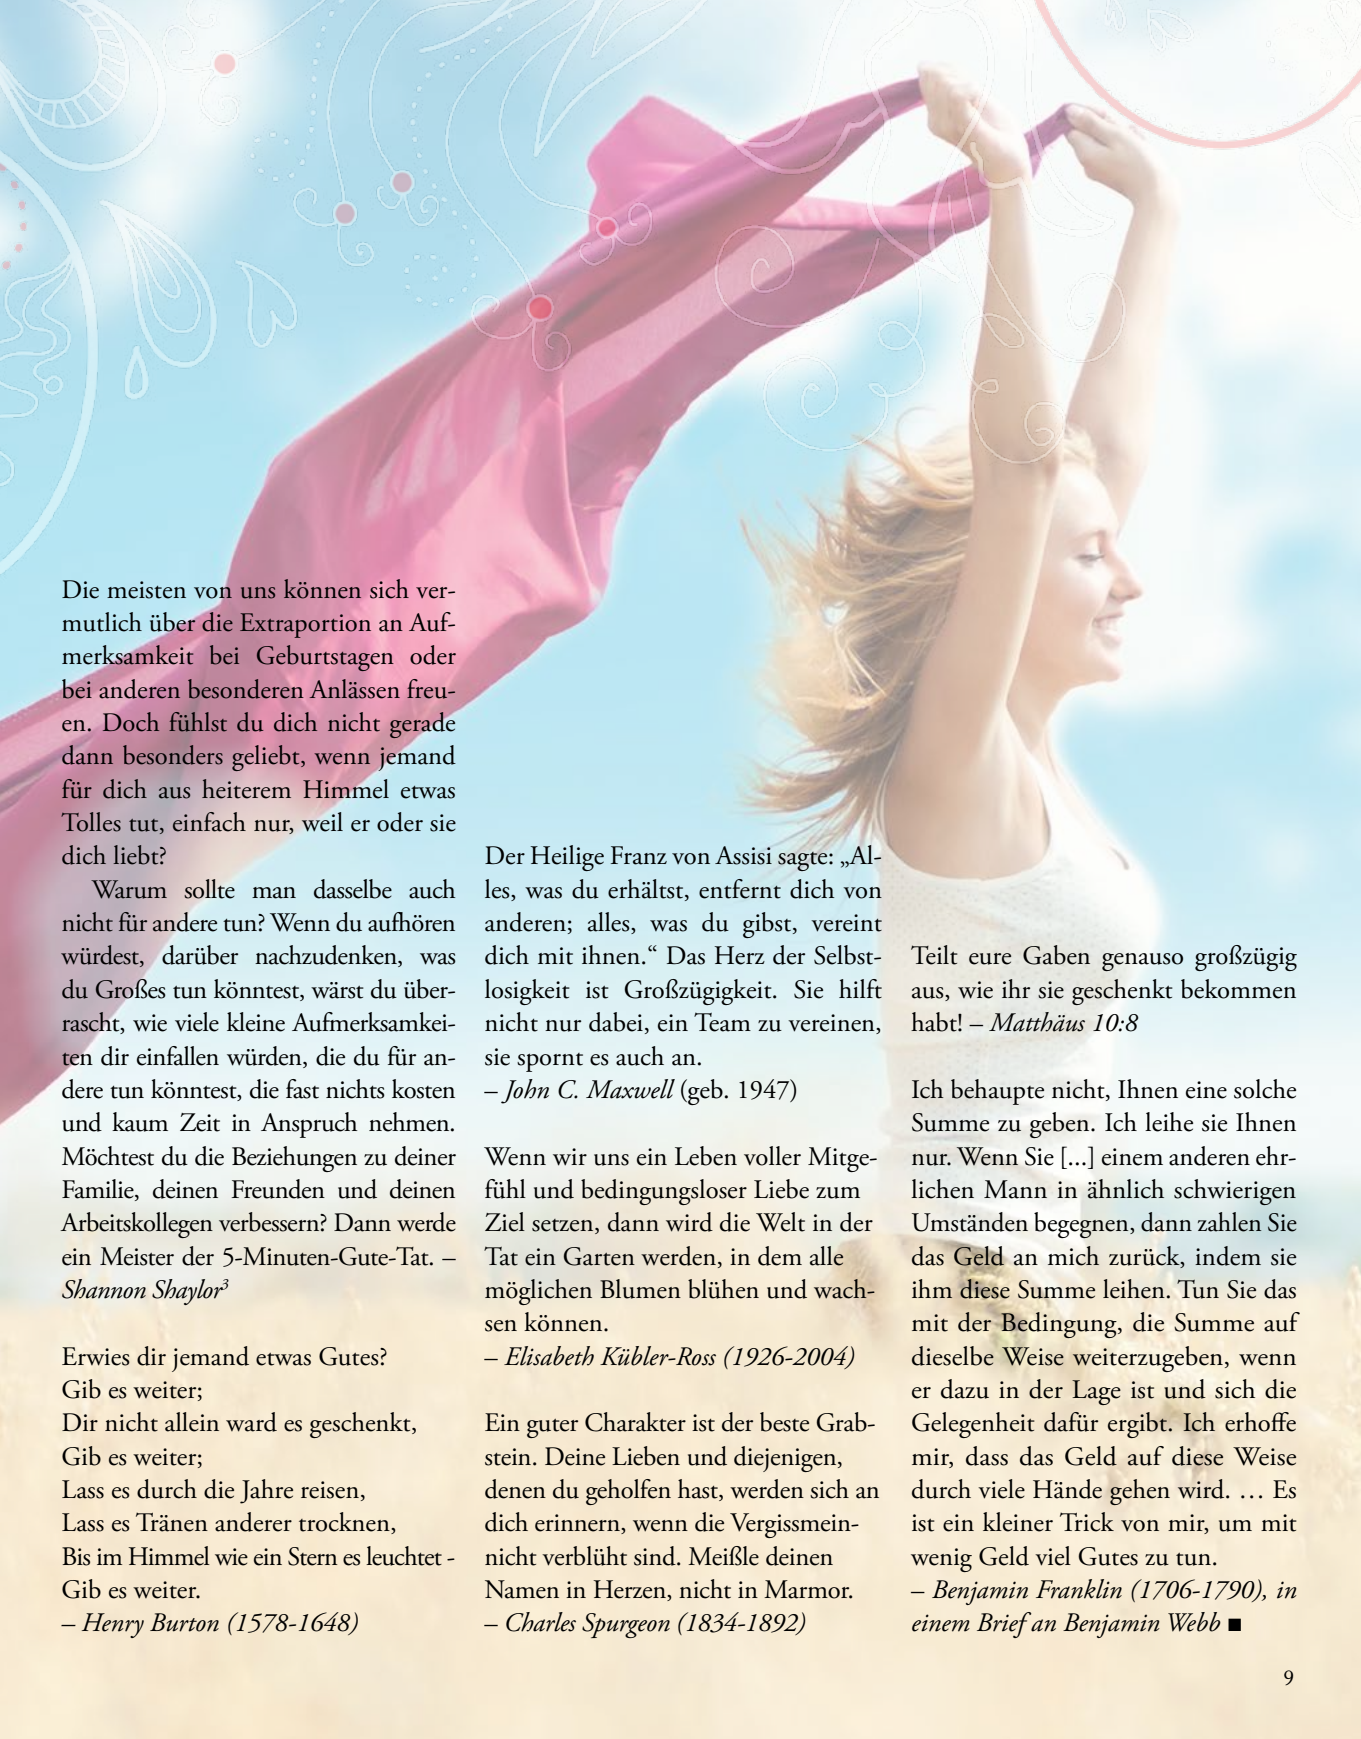 Die meisten von uns können sich ver-
mutlich über die Extraportion an Auf-
merksamkeit bei Geburtstagen oder
bei anderen besonderen Anlässen freu-
en. Doch fühlst du dich nicht gerade
dann besonders geliebt, wenn jemand
für dich aus heiterem Himmel etwas
Tolles tut, einfach nur, weil er oder sie
dich liebt?
Warum sollte man dasselbe auch
nicht für andere tun? Wenn du aufhören
würdest, darüber nachzudenken, was
du Großes tun könntest, wärst du über-
rascht, wie viele kleine Aufmerksamkei-
ten dir einfallen würden, die du für an-
dere tun könntest, die fast nichts kosten
und kaum Zeit in Anspruch nehmen.
Möchtest du die Beziehungen zu deiner
Familie, deinen Freunden und deinen
Arbeitskollegen verbessern? Dann werde
ein Meister der 5-Minuten-Gute-Tat. –
Shannon Shaylor³
Erwies dir jemand etwas Gutes?
Gib es weiter;
Dir nicht allein ward es geschenkt,
Gib es weiter;
Lass es durch die Jahre reisen,
Lass es Tränen anderer trocknen,
Bis im Himmel wie ein Stern es leuchtet -
Gib es weiter.
– Henry Burton (1578-1648)
Der Heilige Franz von Assisi sagte: „Al-
les, was du erhältst, entfernt dich von
anderen; alles, was du gibst, vereint
dich mit ihnen.“ Das Herz der Selbst-
losigkeit ist Großzügigkeit. Sie hilft
nicht nur dabei, ein Team zu vereinen,
sie spornt es auch an.
– John C. Maxwell (geb. 1947)
Wenn wir uns ein Leben voller Mitge-
fühl und bedingungsloser Liebe zum
Ziel setzen, dann wird die Welt in der
Tat ein Garten werden, in dem alle
möglichen Blumen blühen und wach-
sen können.
– Elisabeth Kübler-Ross (1926-2004)
Ein guter Charakter ist der beste Grab-
stein. Deine Lieben und diejenigen,
denen du geholfen hast, werden sich an
dich erinnern, wenn die Vergissmein-
nicht verblüht sind. Meißle deinen
Namen in Herzen, nicht in Marmor.
– Charles Spurgeon (1834-1892)
Teilt eure Gaben genauso großzügig
aus, wie ihr sie geschenkt bekommen
habt! – Matthäus 10:8
Ich behaupte nicht, Ihnen eine solche
Summe zu geben. Ich leihe sie Ihnen
nur. Wenn Sie [...] einem anderen ehr-
lichen Mann in ähnlich schwierigen
Umständen begegnen, dann zahlen Sie
das Geld an mich zurück, indem sie
ihm diese Summe leihen. Tun Sie das
mit der Bedingung, die Summe auf
dieselbe Weise weiterzugeben, wenn
er dazu in der Lage ist und sich die
Gelegenheit dafür ergibt. Ich erhoffe
mir, dass das Geld auf diese Weise
durch viele Hände gehen wird. … Es
ist ein kleiner Trick von mir, um mit
wenig Geld viel Gutes zu tun.
– Benjamin Franklin (1706-1790), in
einem Brief an Benjamin Webb ■
9